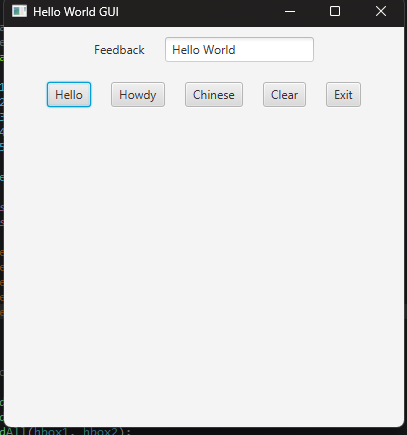 Hello World GUI
Feedback Hello World
Hello Howdy Chinese Clear Exit
dAll(hbox1, hbox2);